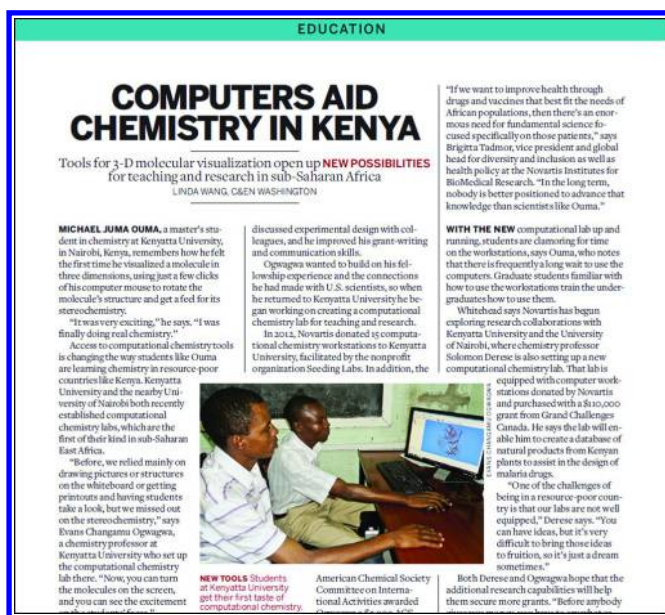 EDUCATION
COMPUTERS AID
CHEMISTRY IN KENYA
Tools for 3-D molecular visualization open up NEW POSSIBILITIES
for teaching and research in sub-Saharan Africa
LINDA WANG, C&EN WASHINGTON
MICHAEL JUMA OUMA, a master's stu-
dent in chemistry at Kenyatta University,
in Nairobi, Kenya, remembers how he felt
the first time he visualized a molecule in
three dimensions, using just a few clicks
of his computer mouse to rotate the
molecule's structure and get a feel for its
stereochemistry.
"It was very exciting," he says. "I was
finally doing real chemistry."
Access to computational chemistry tools
is changing the way students like Ouma
are learning chemistry in resource-poor
countries like Kenya. Kenyatta
University and the nearby Uni-
versity of Nairobi both recently
established computational
chemistry labs, which are the
first of their kind in sub-Saharan
East Africa.
"Before, we relied mainly on
drawing pictures or structures
on the whiteboard or getting
printouts and having students
take a look, but we missed out
on the stereochemistry," says
Evans Changamu Ogwagwa,
a chemistry professor at
Kenyatta University who set up
the computational chemistry
lab there. "Now, you can turn
the molecules on the screen,
and you can see the excitement
discussed experimental design with col-
leagues, and he improved his grant-writing
and communication skills.
Ogwagwa wanted to build on his fel-
lowship experience and the connections
he had made with U.S. scientists, so when
he returned to Kenyatta University he be-
gan working on creating a computational
chemistry lab for teaching and research.
In 2012, Novartis donated 15 computa-
tional chemistry workstations to Kenyatta
University, facilitated by the nonprofit
organization Seeding Labs. In addition, the
EVANS CHANGAMU OGWAGWA
NEW TOOLS Students
at Kenyatta University
get their first taste of
computational chemistry.
American Chemical Society
Committee on Interna-
tional Activities awarded
"If we want to improve health through
drugs and vaccines that best fit the needs of
African populations, then there's an enor-
mous need for fundamental science fo-
cused specifically on those patients," says
Brigitta Tadmor, vice president and global
head for diversity and inclusion as well as
health policy at the Novartis Institutes for
BioMedical Research. "In the long term,
nobody is better positioned to advance that
knowledge than scientists like Ouma."
WITH THE NEW computational lab up and
running, students are clamoring for time
on the workstations, says Ouma, who notes
that there is frequently a long wait to use the
computers. Graduate students familiar with
how to use the workstations train the under-
graduates how to use them.
Whitehead says Novartis has begun
exploring research collaborations with
Kenyatta University and the University
of Nairobi, where chemistry professor
Solomon Derese is also setting up a new
computational chemistry lab. That lab is
equipped with computer work-
stations donated by Novartis
and purchased with a $110,000
grant from Grand Challenges
Canada. He says the lab will en-
able him to create a database of
natural products from Kenyan
plants to assist in the design of
malaria drugs.
"One of the challenges of
being in a resource-poor coun-
try is that our labs are not well
equipped," Derese says. "You
can have ideas, but it's very
difficult to bring those ideas
to fruition, so it's just a dream
sometimes."
Both Derese and Ogwagwa hope that the
additional research capabilities will help
them secure more grants. "Before anybody